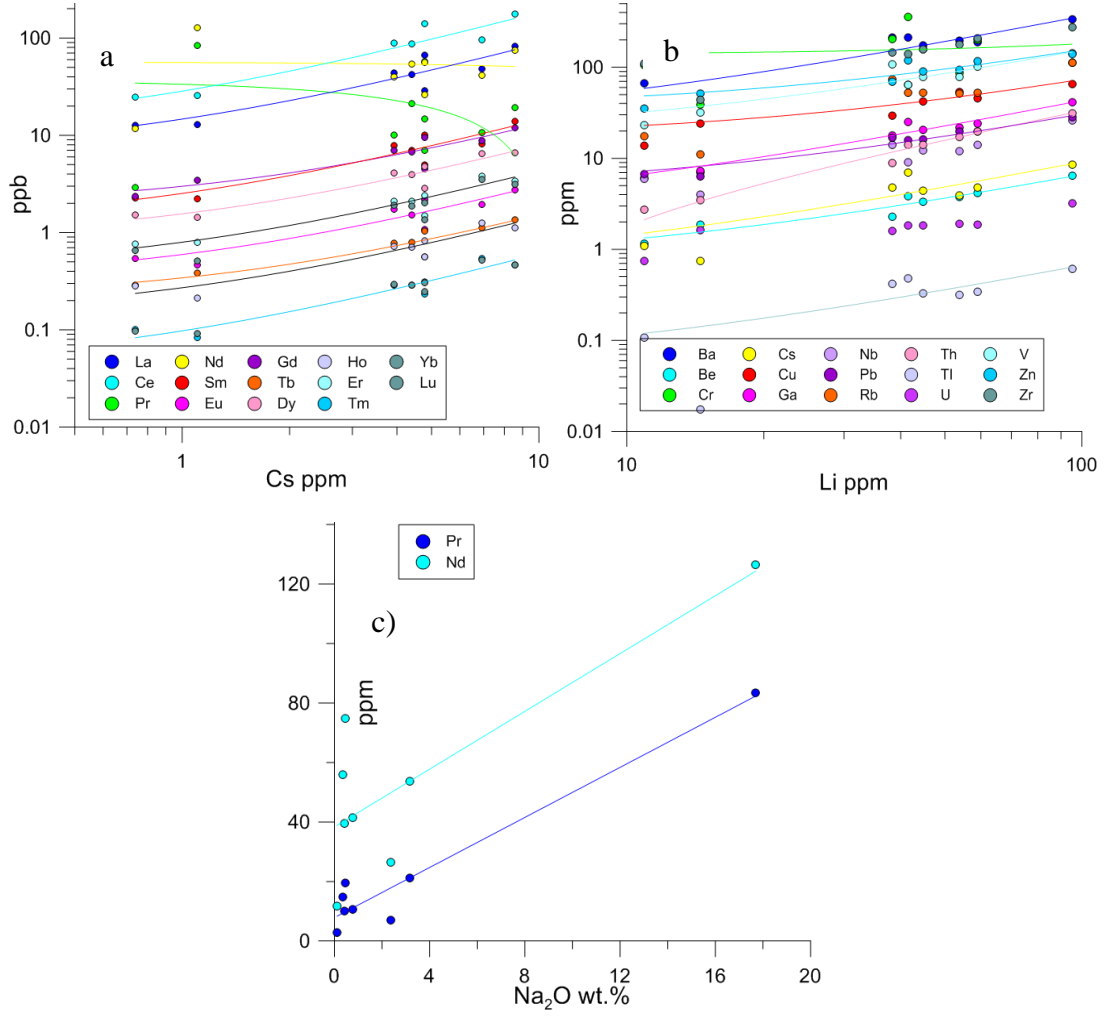 a
100
10
1
0.1
0.01
ppb
La Nd Gd Ho Yb
Ce Sm Tb Er Lu
Pr Eu Dy Tm
1 10
Cs ppm
b
100
10
1
0.1
0.01
ppm
Ba Cs Nb Th V
Be Cu Pb Tl Zn
Cr Ga Rb U Zr
10 100
Li ppm
Pr
Nd
c)
120
80
40
0
ppm
0 4 8 12 16 20
Na₂O wt.%